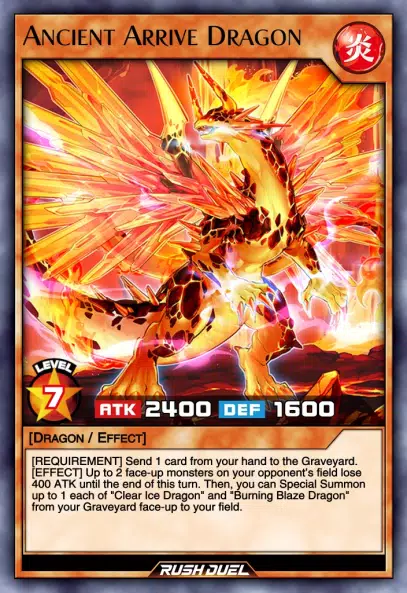 ANCIENT ARRIVE DRAGON
炎
LEVEL
7
ATK 2400 DEF 1600
[DRAGON / EFFECT]
[REQUIREMENT] Send 1 card from your hand to the Graveyard.
[EFFECT] Up to 2 face-up monsters on your opponent's field lose
400 ATK until the end of this turn. Then, you can Special Summon
up to 1 each of "Clear Ice Dragon" and "Burning Blaze Dragon"
from your Graveyard face-up to your field.
RUSH DUEL